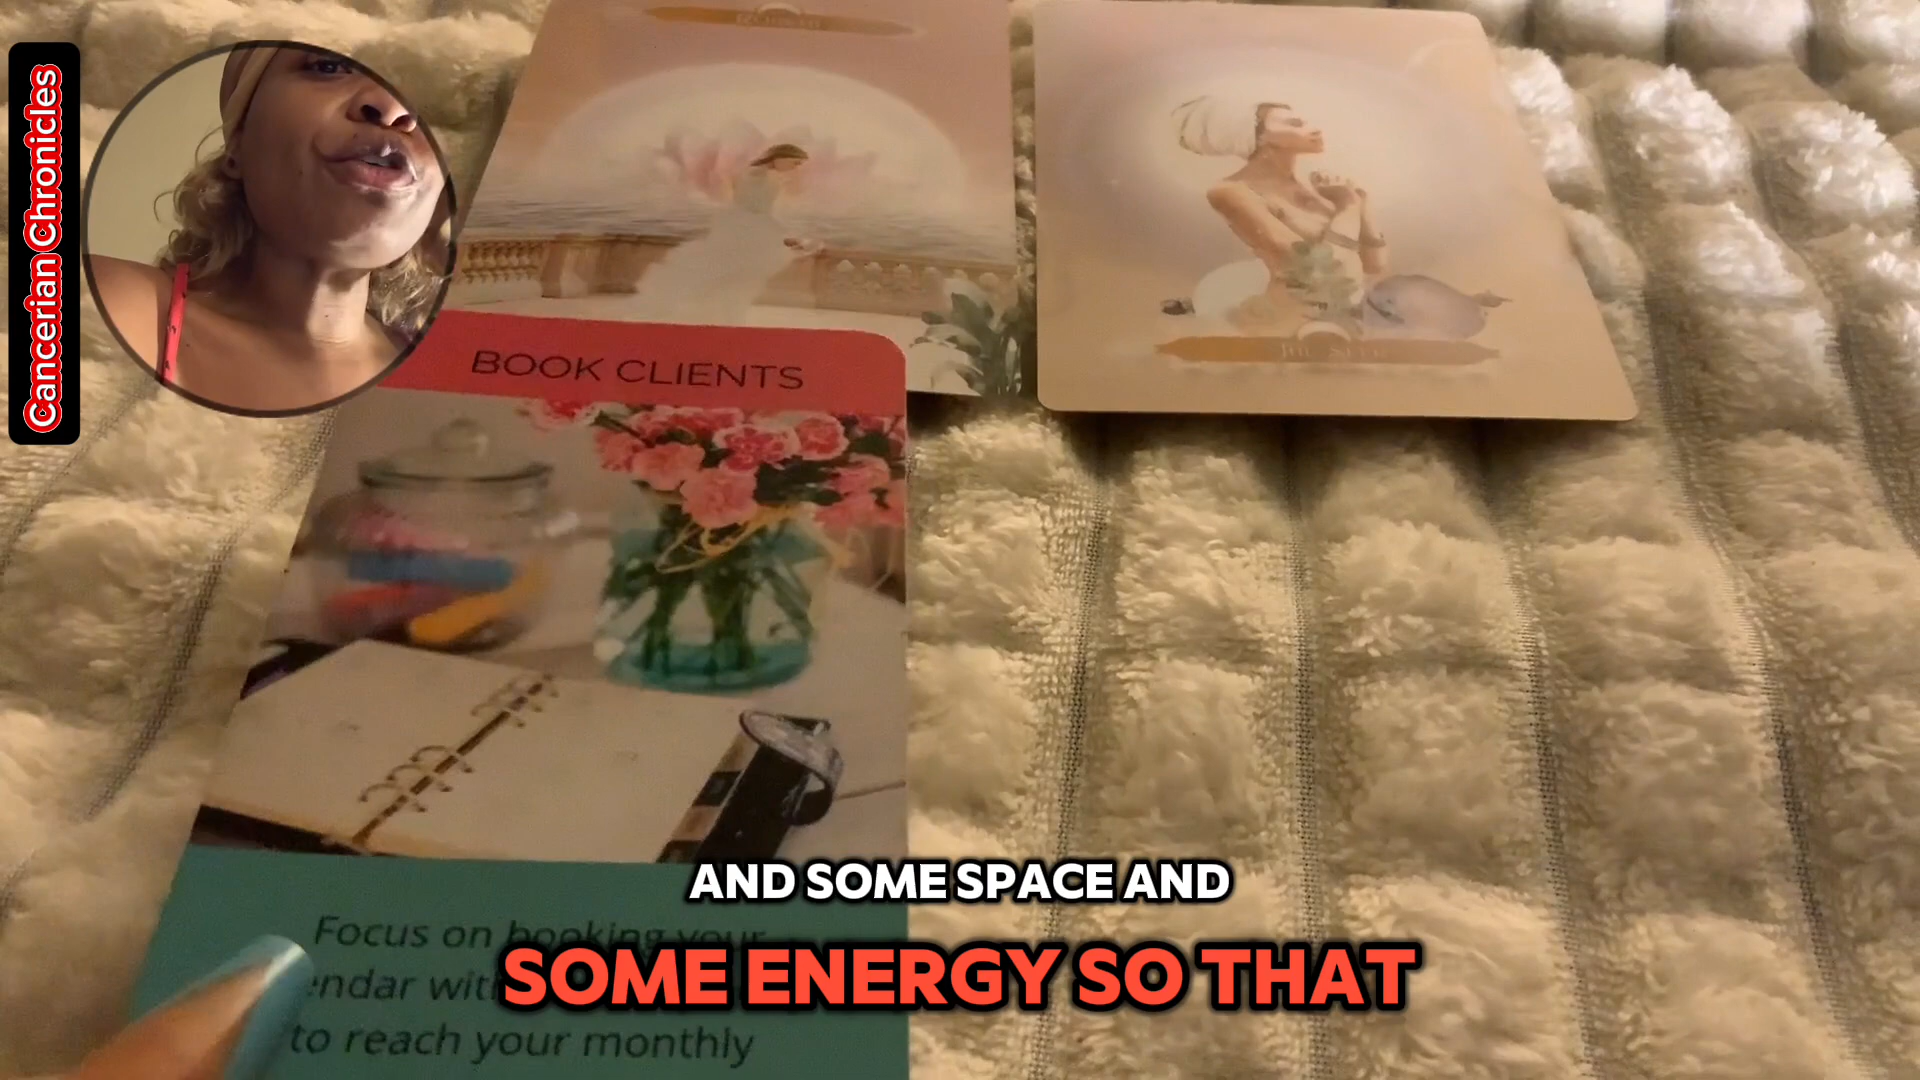 Cancerian Chronicles
BOOK CLIENTS
Focus on booking your
endar with
to reach your monthly
AND SOME SPACE AND
SOME ENERGY SO THAT